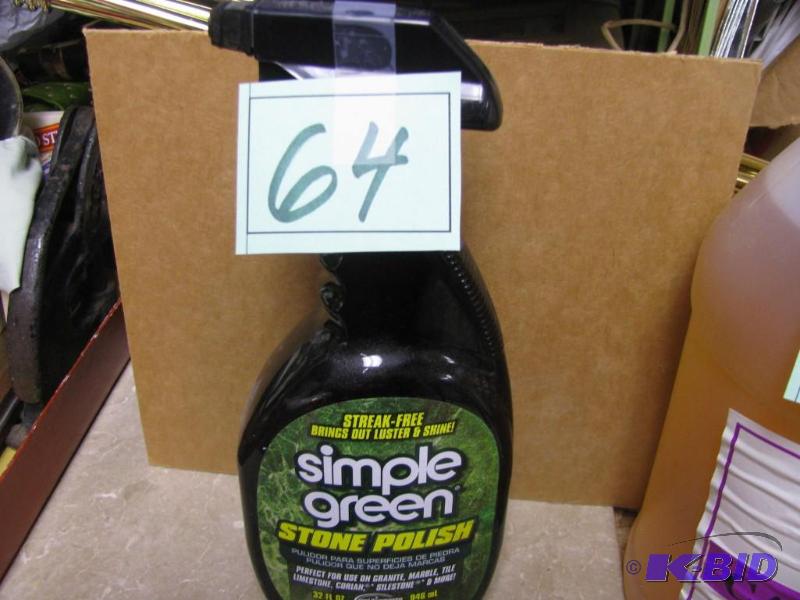 64
STREAK-FREE
BRINGS OUT LUSTER & SHINE!
simple
green
STONE POLISH
PULIDOR PARA SUPERFICIES DE PIEDRA
PULIDOR QUE NO DEJA MARCAS
PERFECT FOR USE ON GRANITE, MARBLE, TILE
LIMESTONE, CORIAN,* SILESTONE* & MORE!
32 FL OZ 946 mL
© K-BID